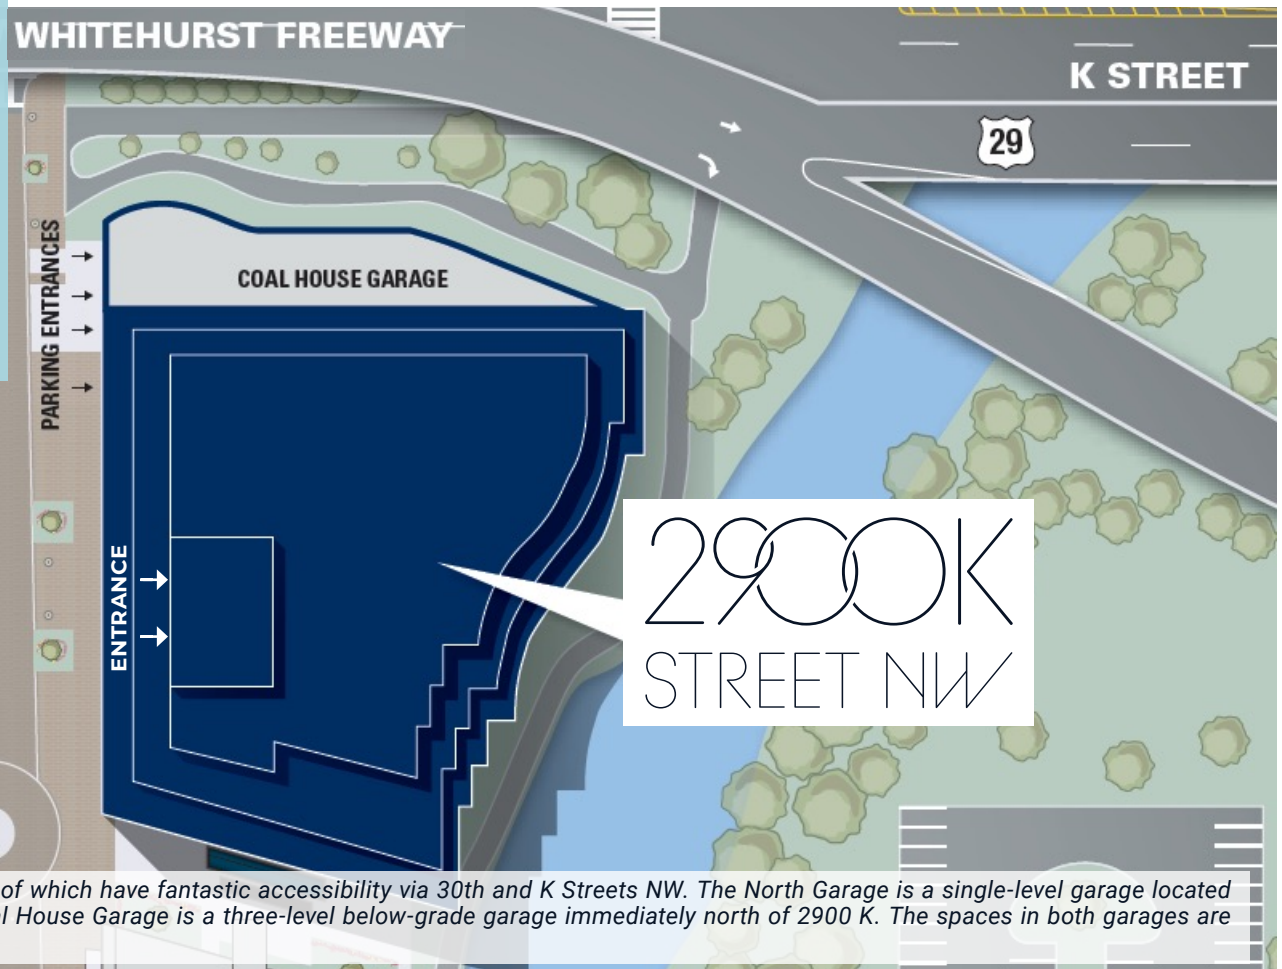 WHITEHURST FREEWAY
K STREET
29
PARKING ENTRANCES
COAL HOUSE GARAGE
ENTRANCE
2900K
STREET NW
of which have fantastic accessibility via 30th and K Streets NW. The North Garage is a single-level garage located
House Garage is a three-level below-grade garage immediately north of 2900 K. The spaces in both garages are